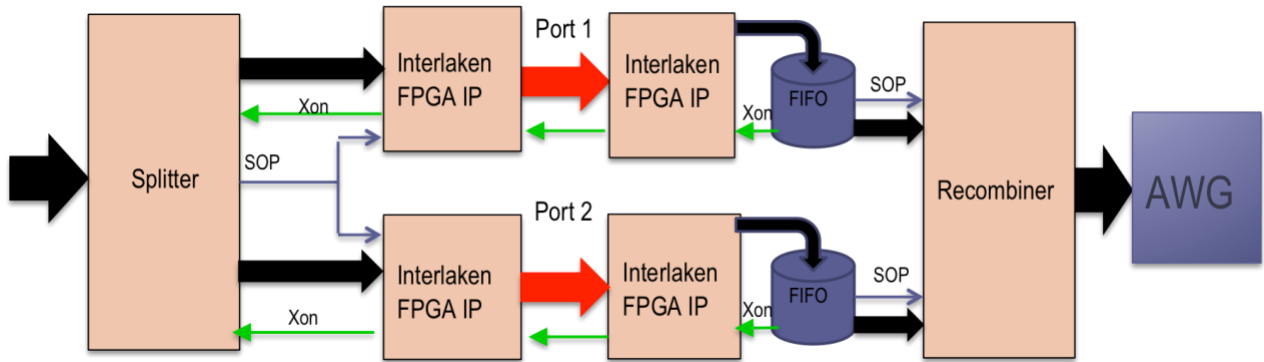 Port 1
Interlaken
FPGA IP
Interlaken
FPGA IP
Xon
FIFO
SOP
Xon
SOP
Splitter
Recombiner
AWG
Port 2
Interlaken
FPGA IP
Interlaken
FPGA IP
Xon
FIFO
SOP
Xon